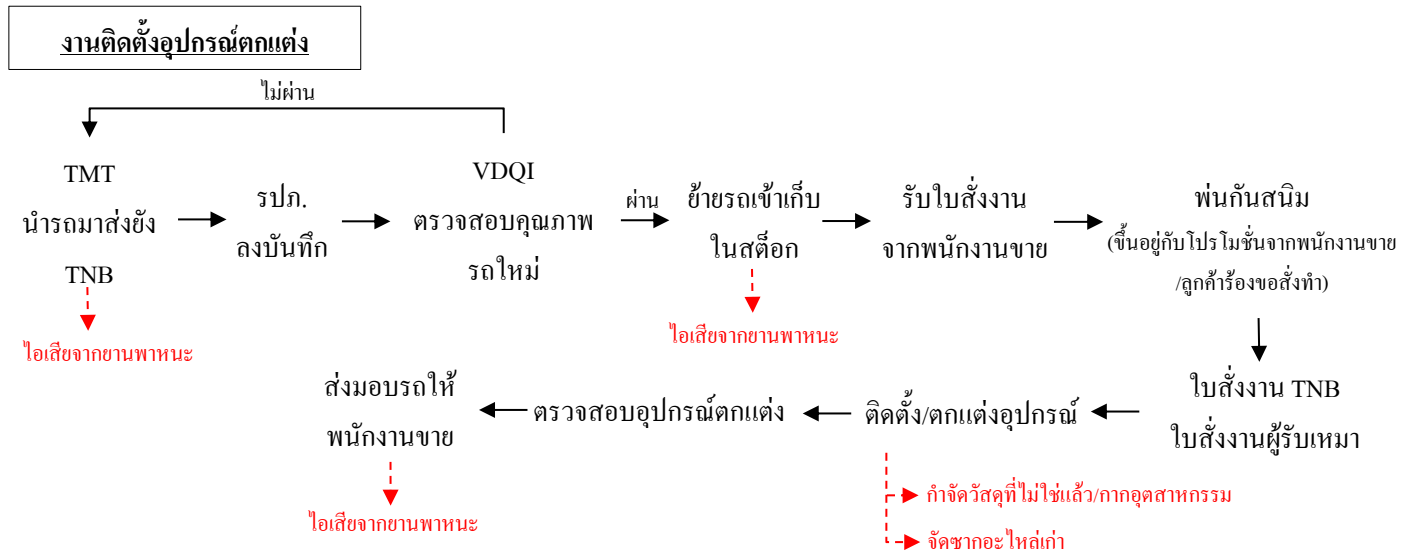 งานติดตั้งอุปกรณ์ตกแต่ง
ไม่ผ่าน
TMT
นำรถมาส่งยัง
TNB
รปภ.
ลงบันทึก
VDQI
ตรวจสอบคุณภาพ
รถใหม่
ผ่าน
ย้ายรถเข้าเก็บ
ในสต็อก
รับใบสั่งงาน
จากพนักงานขาย
พ่นกันสนิม
(ขึ้นอยู่กับโปรโมชั่นจากพนักงานขาย
/ลูกค้าร้องขอสั่งทำ)
ไอเสียจากยานพาหนะ
ไอเสียจากยานพาหนะ
ใบสั่งงาน TNB
ใบสั่งงานผู้รับเหมา
ติดตั้ง/ตกแต่งอุปกรณ์
ตรวจสอบอุปกรณ์ตกแต่ง
ส่งมอบรถให้
พนักงานขาย
กำจัดวัสดุที่ไม่ใช่แล้ว/กากอุตสาหกรรม
จัดซากอะไหล่เก่า
ไอเสียจากยานพาหนะ